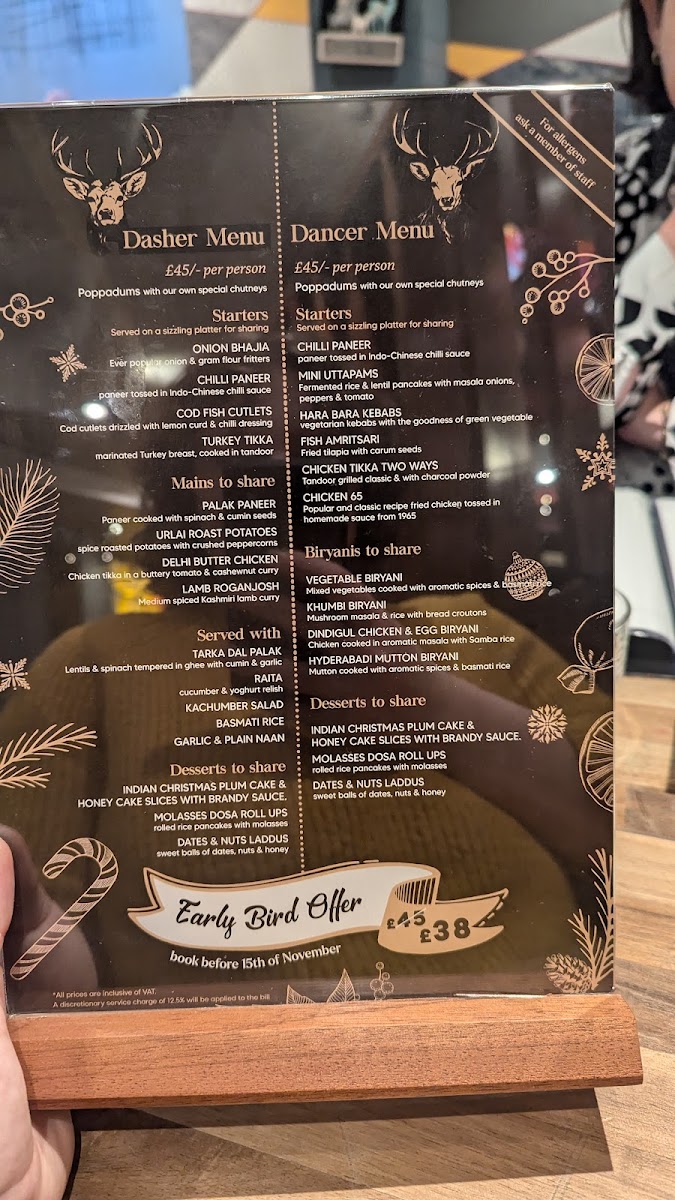 For allergens
ask a member of staff
Dasher Menu
£45/- per person
Poppadums with our own special chutneys
Starters
Served on a sizzling platter for sharing
ONION BHAJIA
Ever popular onion & gram flour fritters
CHILLI PANEER
paneer tossed in Indo-Chinese chilli sauce
COD FISH CUTLETS
Cod cutlets drizzled with lemon curd & chilli dressing
TURKEY TIKKA
marinated Turkey breast, cooked in tandoor
Mains to share
PALAK PANEER
Paneer cooked with spinach & cumin seeds
URLAI ROAST POTATOES
spice roasted potatoes with crushed peppercorns
DELHI BUTTER CHICKEN
Chicken tikka in a buttery tomato & cashewnut curry
LAMB ROGANJOSH
Medium spiced Kashmiri lamb curry
Served with
TARKA DAL PALAK
Lentils & spinach tempered in ghee with cumin & garlic
RAITA
cucumber & yoghurt relish
KACHUMBER SALAD
BASMATI RICE
GARLIC & PLAIN NAAN
Desserts to share
INDIAN CHRISTMAS PLUM CAKE &
HONEY CAKE SLICES WITH BRANDY SAUCE.
MOLASSES DOSA ROLL UPS
rolled rice pancakes with molasses
DATES & NUTS LADDUS
sweet balls of dates, nuts & honey
Dancer Menu
£45/- per person
Poppadums with our own special chutneys
Starters
Served on a sizzling platter for sharing
CHILLI PANEER
paneer tossed in Indo-Chinese chilli sauce
MINI UTTAPAMS
Fermented rice & lentil pancakes with masala onions,
peppers & tomato
HARA BARA KEBABS
vegetarian kebabs with the goodness of green vegetable
FISH AMRITSARI
Fried tilapia with carum seeds
CHICKEN TIKKA TWO WAYS
Tandoor grilled classic & with charcoal powder
CHICKEN 65
Popular and classic recipe fried chicken tossed in
homemade sauce from 1965
Biryanis to share
VEGETABLE BIRYANI
Mixed vegetables cooked with aromatic spices & basmati rice
KHUMBI BIRYANI
Mushroom masala & rice with bread croutons
DINDIGUL CHICKEN & EGG BIRYANI
Chicken cooked in aromatic masala with Samba rice
HYDERABADI MUTTON BIRYANI
Mutton cooked with aromatic spices & basmati rice
Desserts to share
INDIAN CHRISTMAS PLUM CAKE &
HONEY CAKE SLICES WITH BRANDY SAUCE.
MOLASSES DOSA ROLL UPS
rolled rice pancakes with molasses
DATES & NUTS LADDUS
sweet balls of dates, nuts & honey
Early Bird Offer
£45
£38
book before 15th of November
*All prices are inclusive of VAT.
A discretionary service charge of 12.5% will be applied to the bill